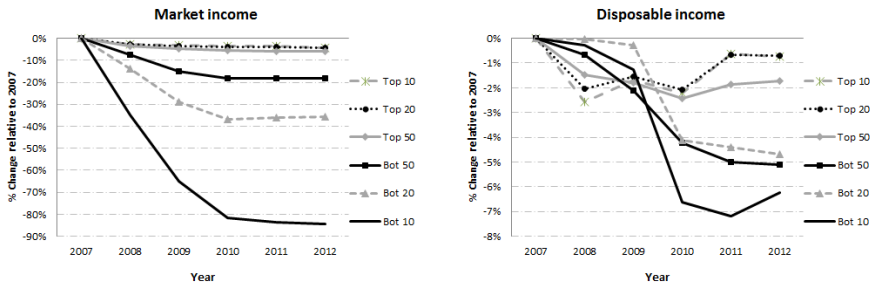 Market income
% Change relative to 2007
0%
-10%
-20%
-30%
-40%
-50%
-60%
-70%
-80%
-90%
2007 2008 2009 2010 2011 2012
Year
Top 10
Top 20
Top 50
Bot 50
Bot 20
Bot 10
Disposable income
% Change relative to 2007
0%
-1%
-2%
-3%
-4%
-5%
-6%
-7%
-8%
2007 2008 2009 2010 2011 2012
Year
Top 10
Top 20
Top 50
Bot 50
Bot 20
Bot 10